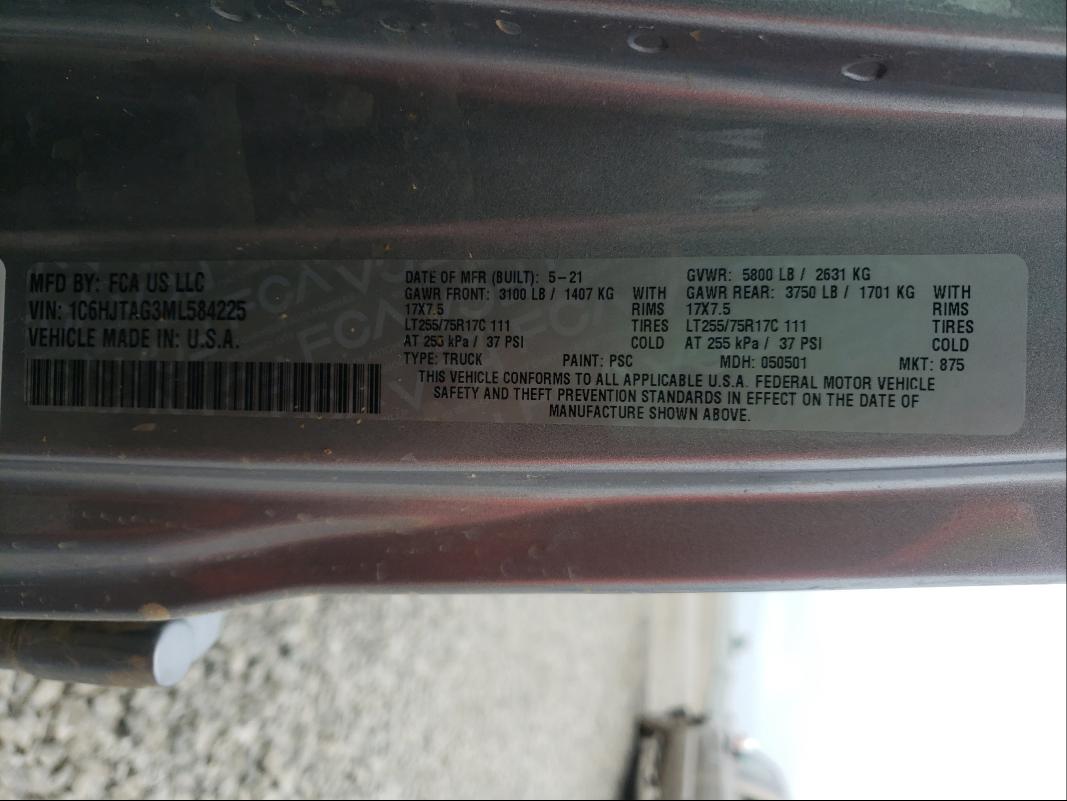 MFD BY: FCA US LLC
VIN: 1C6HJTAG3ML584225
VEHICLE MADE IN: U.S.A.
DATE OF MFR (BUILT): 5-21 GVWR: 5800 LB / 2631 KG
GAWR FRONT: 3100 LB / 1407 KG WITH GAWR REAR: 3750 LB / 1701 KG WITH
17X7.5 RIMS 17X7.5 RIMS
LT255/75R17C 111 TIRES LT255/75R17C 111 TIRES
AT 255 kPa / 37 PSI COLD AT 255 kPa / 37 PSI COLD
TYPE: TRUCK PAINT: PSC MDH: 050501 MKT: 875
THIS VEHICLE CONFORMS TO ALL APPLICABLE U.S.A. FEDERAL MOTOR VEHICLE
SAFETY AND THEFT PREVENTION STANDARDS IN EFFECT ON THE DATE OF
MANUFACTURE SHOWN ABOVE.